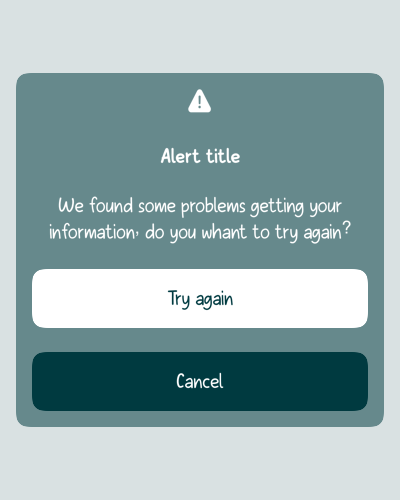 Alert title
We found some problems getting your
information, do you whant to try again?
Try again
Cancel